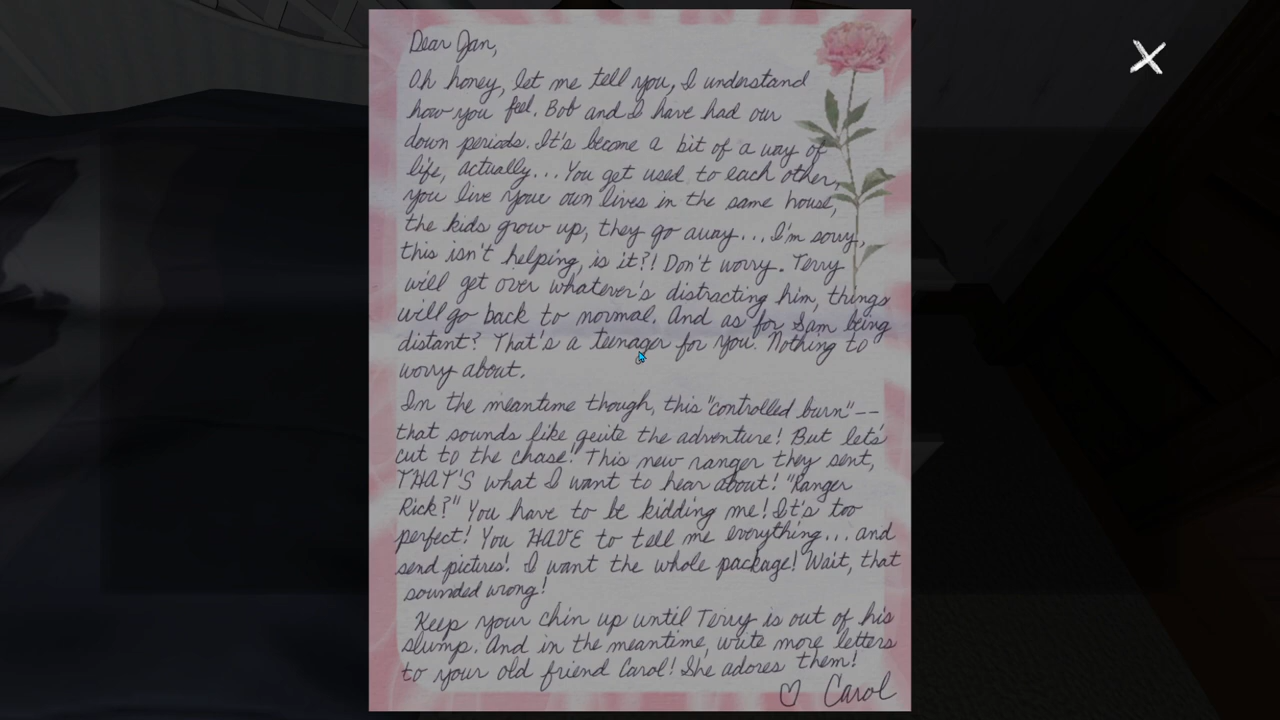 Dear Jan,
Oh honey, let me tell you, I understand
how you feel. Bob and I have had our
down periods. It's become a bit of a way of
life, actually... You get used to each other,
you live your own lives in the same house,
the kids grow up, they go away... I'm sorry,
this isn't helping, is it?! Don't worry. Terry
will get over whatever's distracting him, things
will go back to normal. And as for Sam being
distant? That's a teenager for you. Nothing to
worry about.
In the meantime though, this "controlled burn"--
that sounds like quite the adventure! But let's
cut to the chase! This new ranger they sent,
THAT'S what I want to hear about! "Ranger
Rick?" You have to be kidding me! It's too
perfect! You HAVE to tell me everything... and
send pictures! I want the whole package! Wait, that
sounded wrong!
Keep your chin up until Terry is out of his
slump. And in the meantime, write more letters
to your old friend Carol! She adores them!
♡ Carol